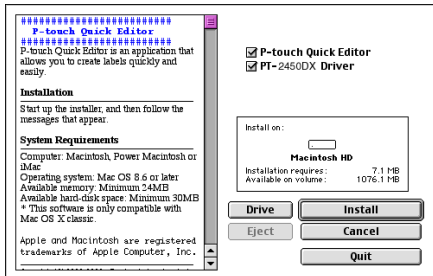 #########################
P-touch Quick Editor
#########################
P-touch Quick Editor is an application that
allows you to create labels quickly and
easily.
Installation
Start up the installer, and then follow the
messages that appear.
System Requirements
Computer: Macintosh, Power Macintosh or
iMac
Operating system: Mac OS 8.6 or later
Available memory: Minimum 24MB
Available hard-disk space: Minimum 30MB
* This software is only compatible with
Mac OS X classic.
Apple and Macintosh are registered
trademarks of Apple Computer, Inc.
P-touch Quick Editor
PT-2450DX Driver
Install on:
Macintosh HD
Installation requires: 7.1 MB
Available on volume: 1076.1 MB
Drive
Install
Eject
Cancel
Quit